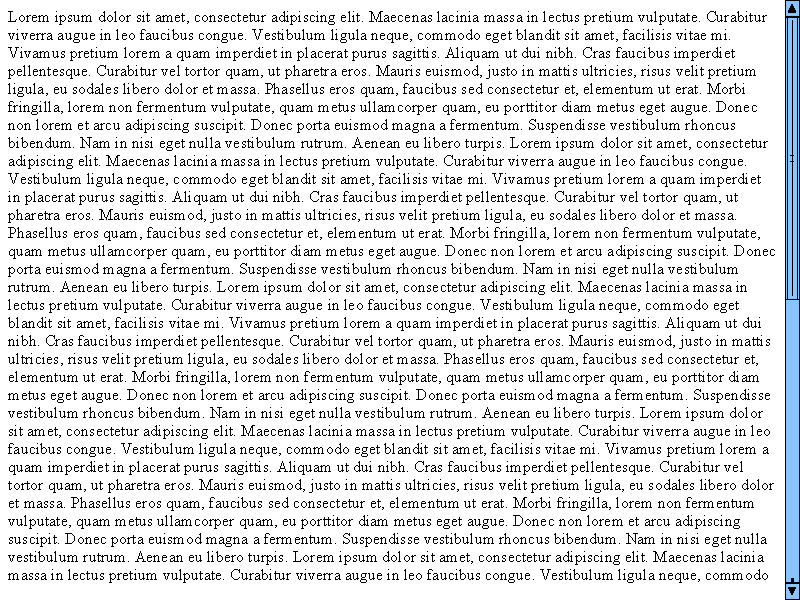 Lorem ipsum dolor sit amet, consectetur adipiscing elit. Maecenas lacinia massa in lectus pretium vulputate. Curabitur
viverra augue in leo faucibus congue. Vestibulum ligula neque, commodo eget blandit sit amet, facilisis vitae mi.
Vivamus pretium lorem a quam imperdiet in placerat purus sagittis. Aliquam ut dui nibh. Cras faucibus imperdiet
pellentesque. Curabitur vel tortor quam, ut pharetra eros. Mauris euismod, justo in mattis ultricies, risus velit pretium
ligula, eu sodales libero dolor et massa. Phasellus eros quam, faucibus sed consectetur et, elementum ut erat. Morbi
fringilla, lorem non fermentum vulputate, quam metus ullamcorper quam, eu porttitor diam metus eget augue. Donec
non lorem et arcu adipiscing suscipit. Donec porta euismod magna a fermentum. Suspendisse vestibulum rhoncus
bibendum. Nam in nisi eget nulla vestibulum rutrum. Aenean eu libero turpis. Lorem ipsum dolor sit amet, consectetur
adipiscing elit. Maecenas lacinia massa in lectus pretium vulputate. Curabitur viverra augue in leo faucibus congue.
Vestibulum ligula neque, commodo eget blandit sit amet, facilisis vitae mi. Vivamus pretium lorem a quam imperdiet
in placerat purus sagittis. Aliquam ut dui nibh. Cras faucibus imperdiet pellentesque. Curabitur vel tortor quam, ut
pharetra eros. Mauris euismod, justo in mattis ultricies, risus velit pretium ligula, eu sodales libero dolor et massa.
Phasellus eros quam, faucibus sed consectetur et, elementum ut erat. Morbi fringilla, lorem non fermentum vulputate,
quam metus ullamcorper quam, eu porttitor diam metus eget augue. Donec non lorem et arcu adipiscing suscipit. Donec
porta euismod magna a fermentum. Suspendisse vestibulum rhoncus bibendum. Nam in nisi eget nulla vestibulum
rutrum. Aenean eu libero turpis. Lorem ipsum dolor sit amet, consectetur adipiscing elit. Maecenas lacinia massa in
lectus pretium vulputate. Curabitur viverra augue in leo faucibus congue. Vestibulum ligula neque, commodo eget
blandit sit amet, facilisis vitae mi. Vivamus pretium lorem a quam imperdiet in placerat purus sagittis. Aliquam ut dui
nibh. Cras faucibus imperdiet pellentesque. Curabitur vel tortor quam, ut pharetra eros. Mauris euismod, justo in mattis
ultricies, risus velit pretium ligula, eu sodales libero dolor et massa. Phasellus eros quam, faucibus sed consectetur et,
elementum ut erat. Morbi fringilla, lorem non fermentum vulputate, quam metus ullamcorper quam, eu porttitor diam
metus eget augue. Donec non lorem et arcu adipiscing suscipit. Donec porta euismod magna a fermentum. Suspendisse
vestibulum rhoncus bibendum. Nam in nisi eget nulla vestibulum rutrum. Aenean eu libero turpis. Lorem ipsum dolor
sit amet, consectetur adipiscing elit. Maecenas lacinia massa in lectus pretium vulputate. Curabitur viverra augue in leo
faucibus congue. Vestibulum ligula neque, commodo eget blandit sit amet, facilisis vitae mi. Vivamus pretium lorem a
quam imperdiet in placerat purus sagittis. Aliquam ut dui nibh. Cras faucibus imperdiet pellentesque. Curabitur vel
tortor quam, ut pharetra eros. Mauris euismod, justo in mattis ultricies, risus velit pretium ligula, eu sodales libero dolor
et massa. Phasellus eros quam, faucibus sed consectetur et, elementum ut erat. Morbi fringilla, lorem non fermentum
vulputate, quam metus ullamcorper quam, eu porttitor diam metus eget augue. Donec non lorem et arcu adipiscing
suscipit. Donec porta euismod magna a fermentum. Suspendisse vestibulum rhoncus bibendum. Nam in nisi eget nulla
vestibulum rutrum. Aenean eu libero turpis. Lorem ipsum dolor sit amet, consectetur adipiscing elit. Maecenas lacinia
massa in lectus pretium vulputate. Curabitur viverra augue in leo faucibus congue. Vestibulum ligula neque, commodo